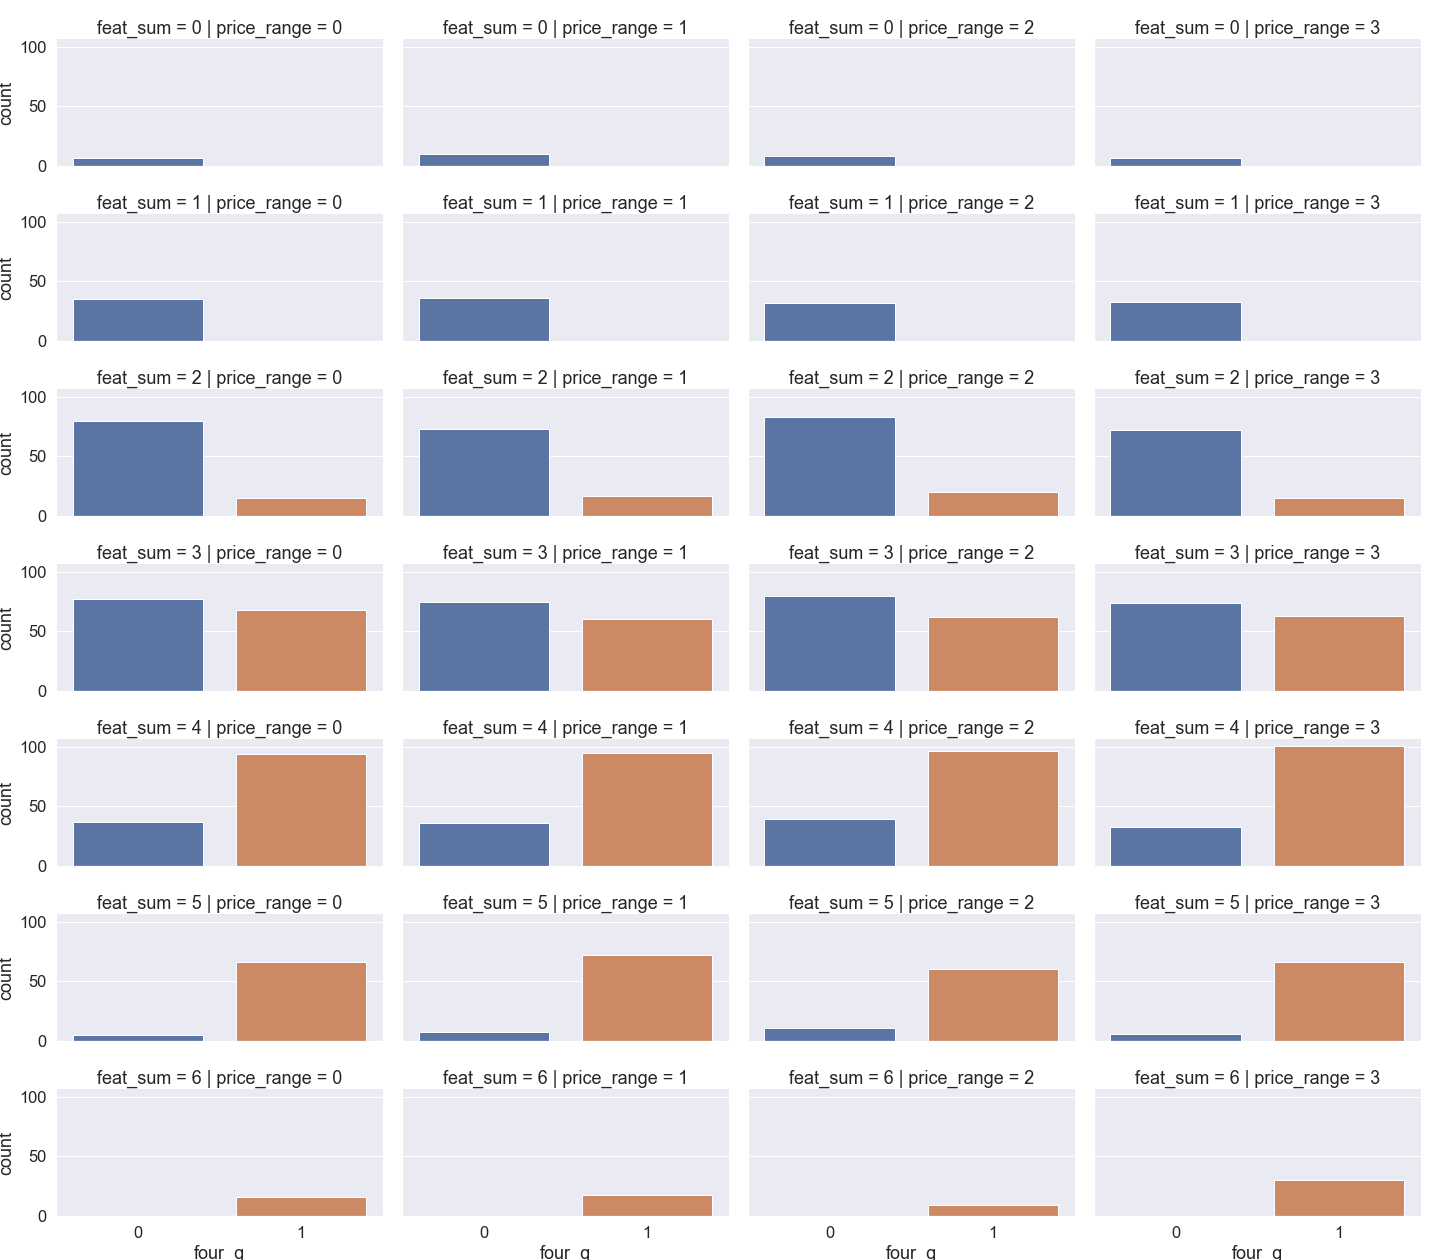 feat_sum = 0 | price_range = 0 feat_sum = 0 | price_range = 1 feat_sum = 0 | price_range = 2 feat_sum = 0 | price_range = 3
100
50
0
count
feat_sum = 1 | price_range = 0 feat_sum = 1 | price_range = 1 feat_sum = 1 | price_range = 2 feat_sum = 1 | price_range = 3
100
50
0
count
feat_sum = 2 | price_range = 0 feat_sum = 2 | price_range = 1 feat_sum = 2 | price_range = 2 feat_sum = 2 | price_range = 3
100
50
0
count
feat_sum = 3 | price_range = 0 feat_sum = 3 | price_range = 1 feat_sum = 3 | price_range = 2 feat_sum = 3 | price_range = 3
100
50
0
count
feat_sum = 4 | price_range = 0 feat_sum = 4 | price_range = 1 feat_sum = 4 | price_range = 2 feat_sum = 4 | price_range = 3
100
50
0
count
feat_sum = 5 | price_range = 0 feat_sum = 5 | price_range = 1 feat_sum = 5 | price_range = 2 feat_sum = 5 | price_range = 3
100
50
0
count
feat_sum = 6 | price_range = 0 feat_sum = 6 | price_range = 1 feat_sum = 6 | price_range = 2 feat_sum = 6 | price_range = 3
100
50
0
count
0 1 0 1 0 1 0 1
four_g four_g four_g four_g